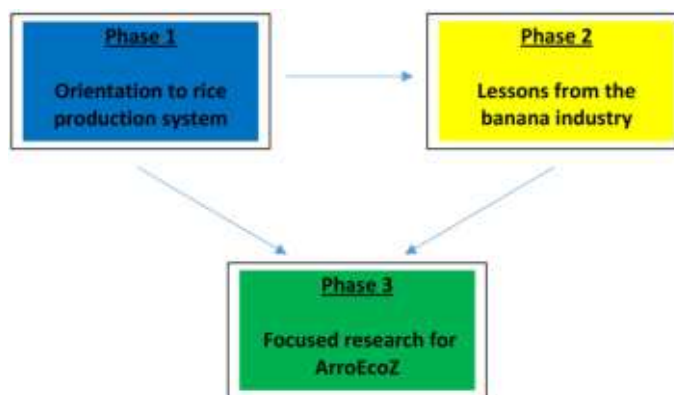 Phase 1
Orientation to rice
production system
Phase 2
Lessons from the
banana industry
Phase 3
Focused research for
ArroEcoZ